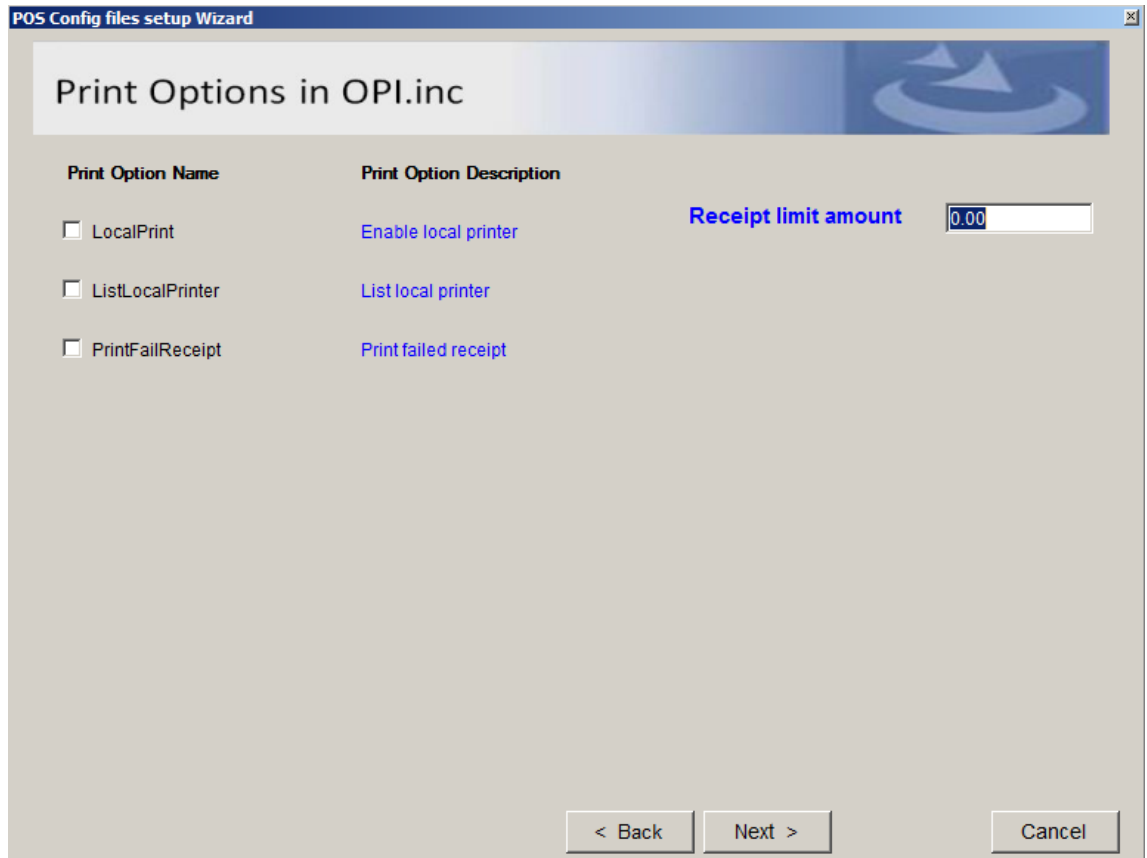 POS Config files setup Wizard
Print Options in OPI.inc
Print Option Name Print Option Description
Receipt limit amount 0.00
LocalPrint Enable local printer
ListLocalPrinter List local printer
PrintFailReceipt Print failed receipt
< Back Next > Cancel